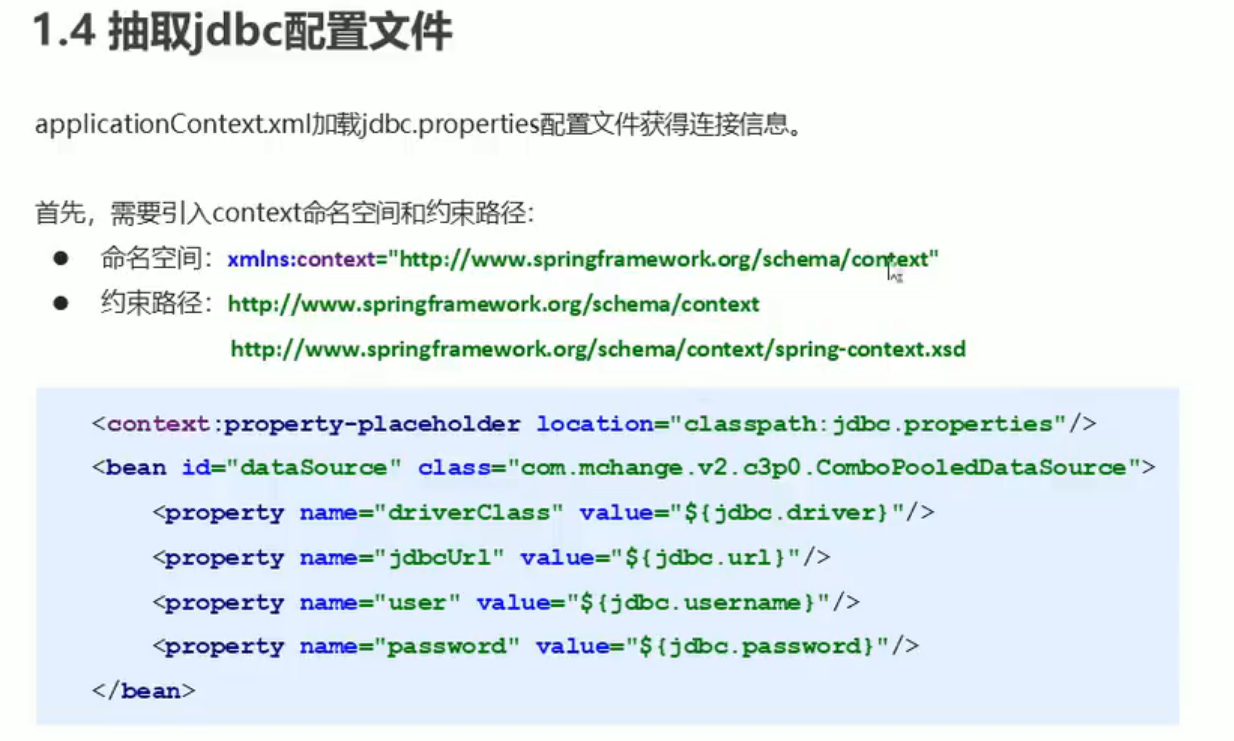 1.4 抽取jdbc配置文件
applicationContext.xml加载jdbc.properties配置文件获得连接信息。
首先，需要引入context命名空间和约束路径：
● 命名空间：xmlns:context="http://www.springframework.org/schema/context"
● 约束路径：http://www.springframework.org/schema/context
http://www.springframework.org/schema/context/spring-context.xsd
<context:property-placeholder location="classpath:jdbc.properties"/>
<bean id="dataSource" class="com.mchange.v2.c3p0.ComboPooledDataSource">
<property name="driverClass" value="${jdbc.driver}"/>
<property name="jdbcUrl" value="${jdbc.url}"/>
<property name="user" value="${jdbc.username}"/>
<property name="password" value="${jdbc.password}"/>
</bean>